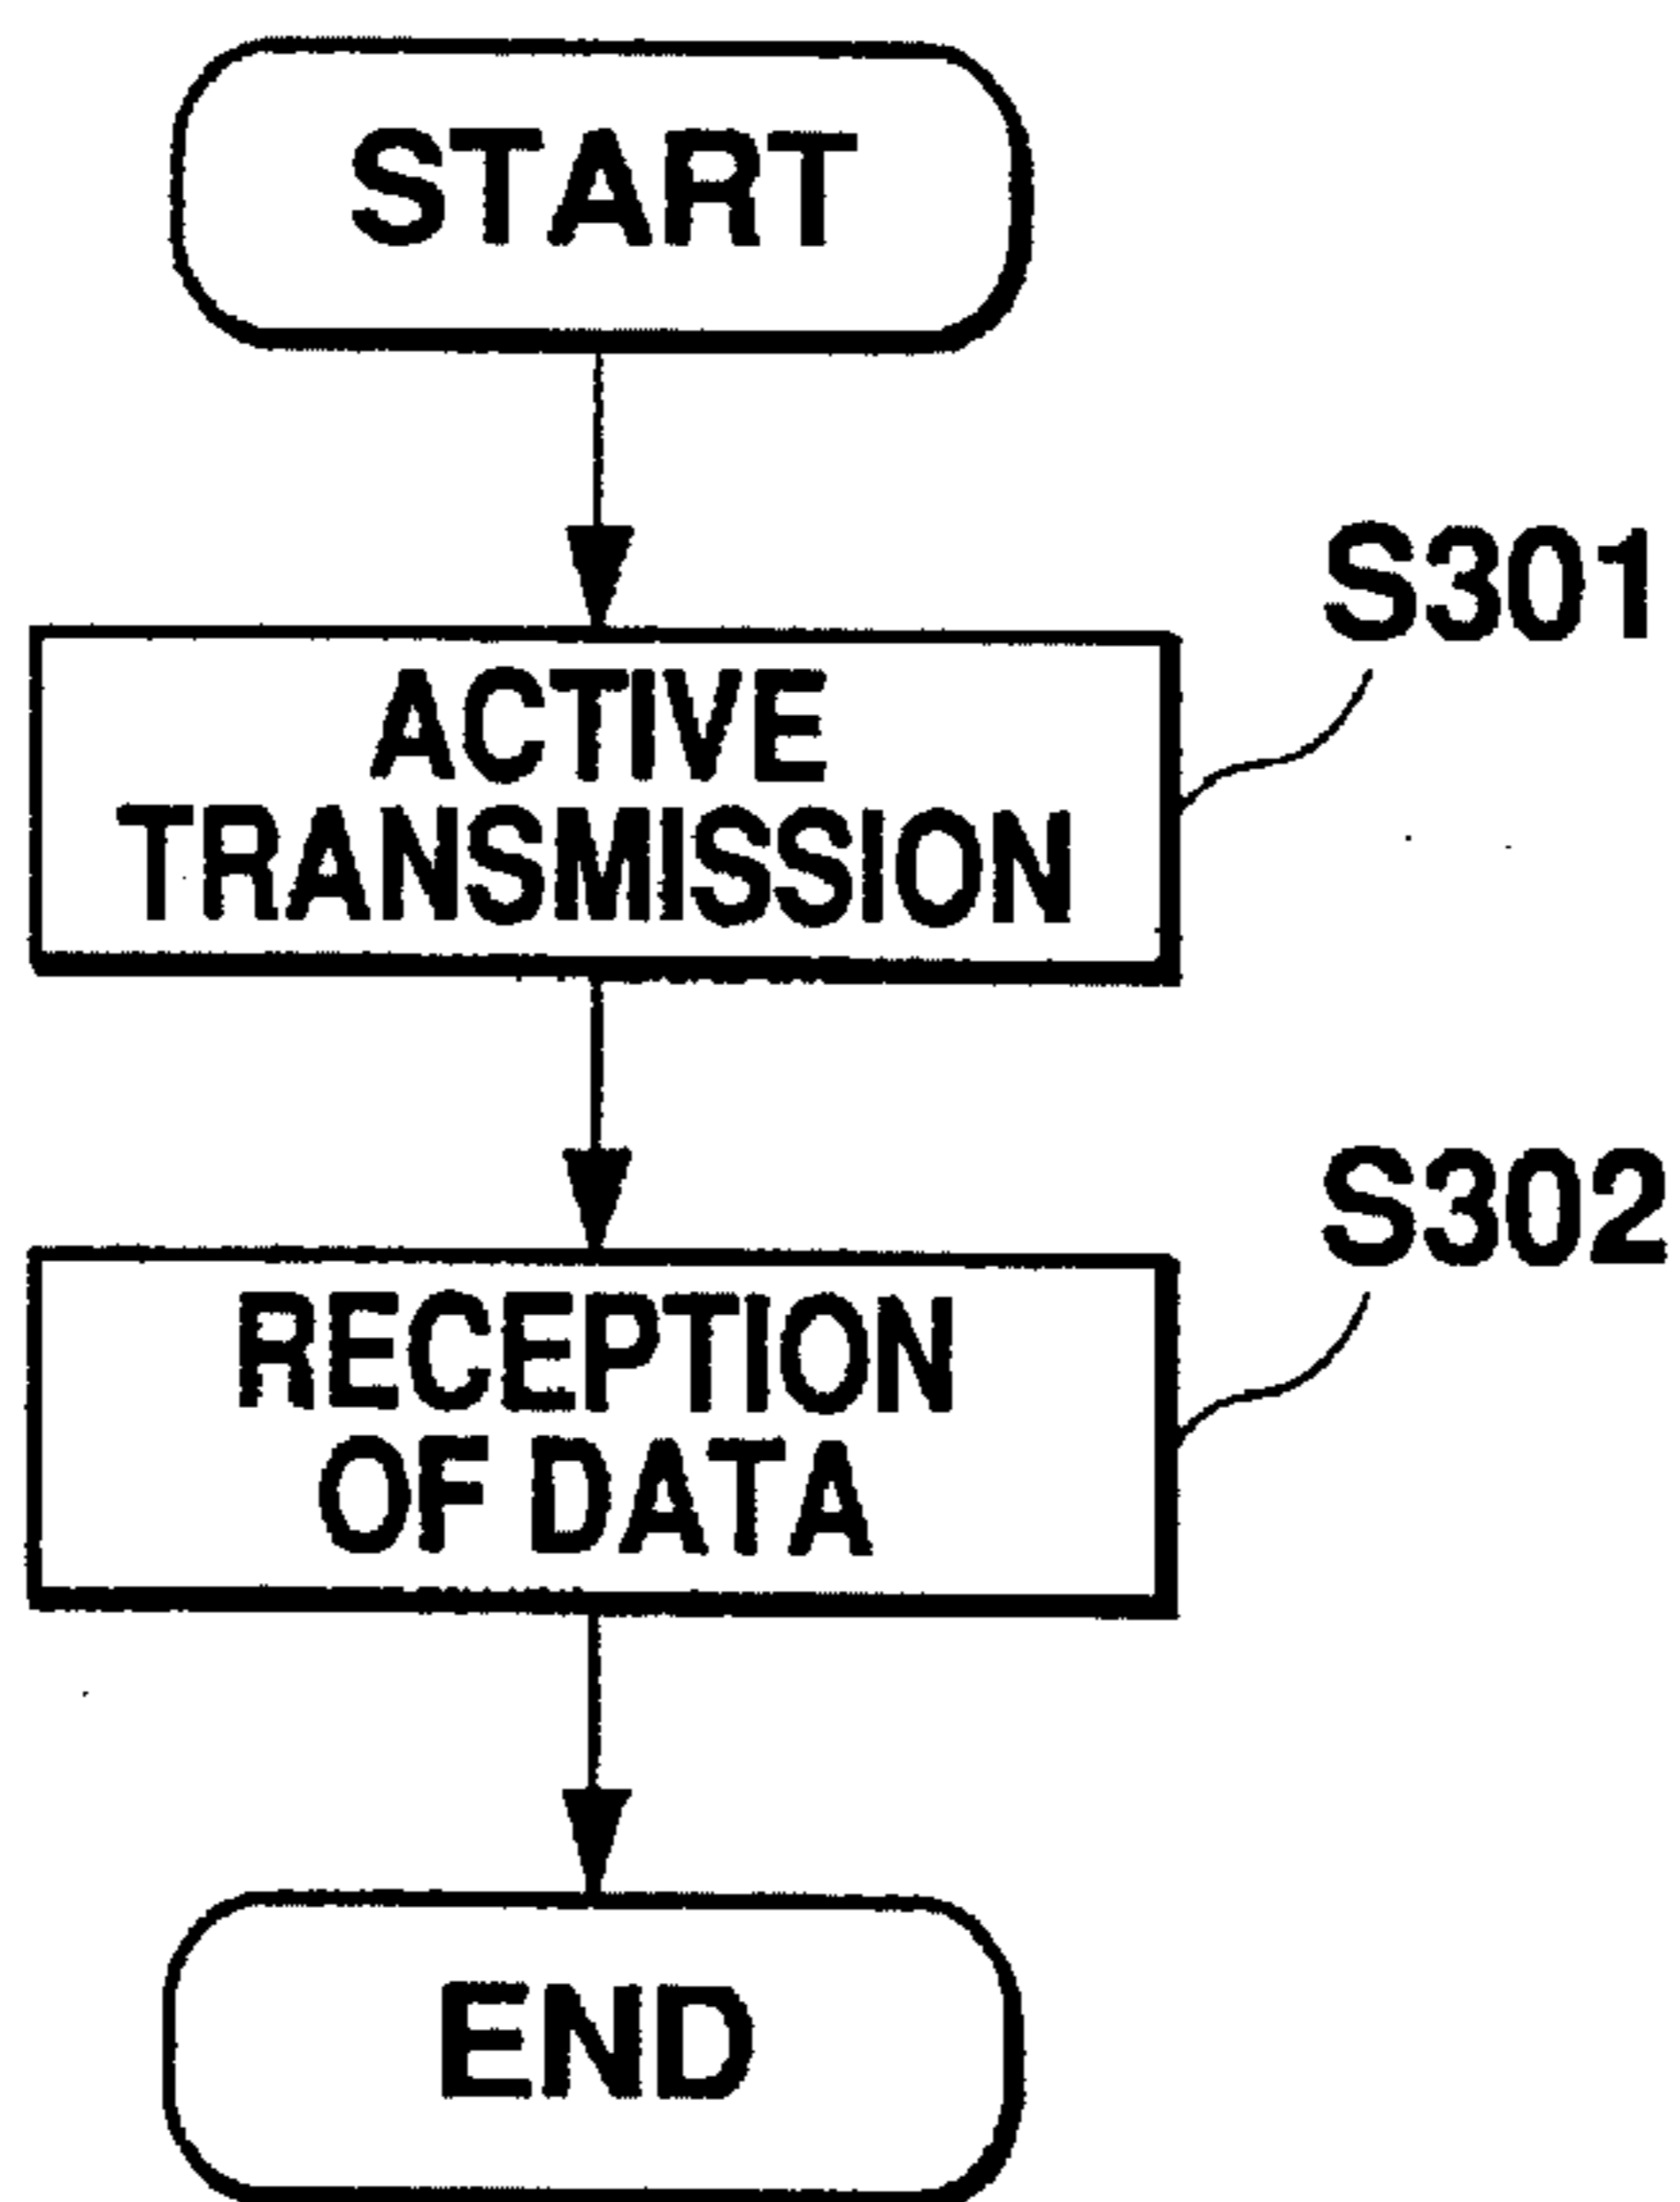 START
S301
ACTIVE
TRANSMISSION
S302
RECEPTION
OF DATA
END